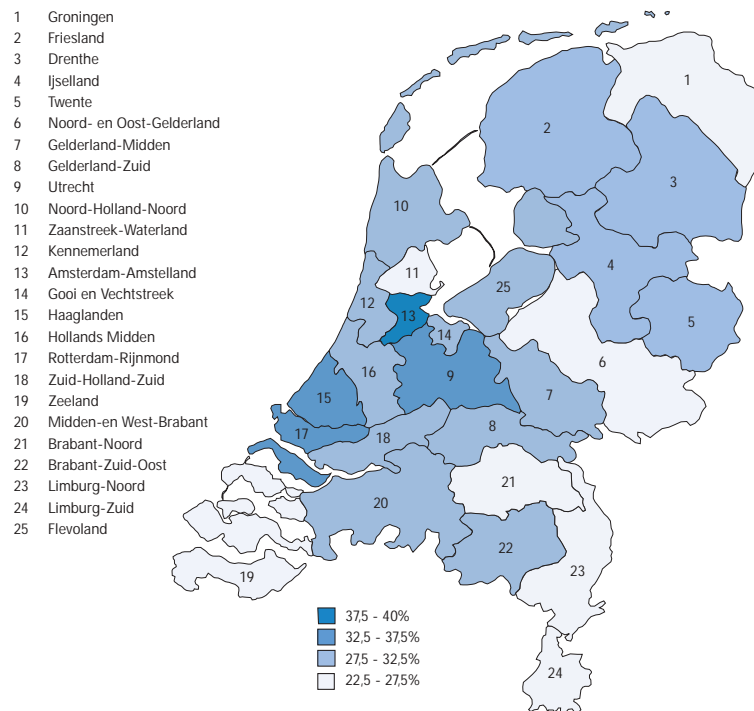 1 Groningen
2 Friesland
3 Drenthe
4 Ijselland
5 Twente
6 Noord- en Oost-Gelderland
7 Gelderland-Midden
8 Gelderland-Zuid
9 Utrecht
10 Noord-Holland-Noord
11 Zaanstreek-Waterland
12 Kennemerland
13 Amsterdam-Amstelland
14 Gooi en Vechtstreek
15 Haaglanden
16 Hollands Midden
17 Rotterdam-Rijnmond
18 Zuid-Holland-Zuid
19 Zeeland
20 Midden-en West-Brabant
21 Brabant-Noord
22 Brabant-Zuid-Oost
23 Limburg-Noord
24 Limburg-Zuid
25 Flevoland
1
2
3
10
11
4
25
12
13
5
14
6
16
9
15
7
8
17
18
21
20
22
23
19
24
37,5 - 40%
32,5 - 37,5%
27,5 - 32,5%
22,5 - 27,5%